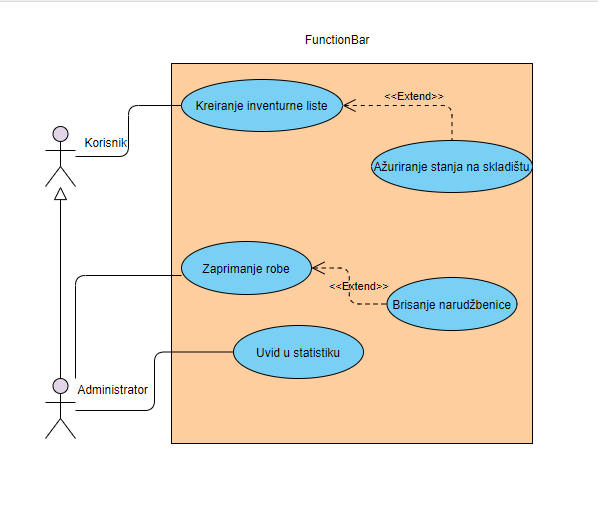 FunctionBar
Kreiranje inventurne liste
<<Extend>>
Korisnik
Ažuriranje stanja na skladištu
Zaprimanje robe
<<Extend>>
Brisanje narudžbenice
Uvid u statistiku
Administrator